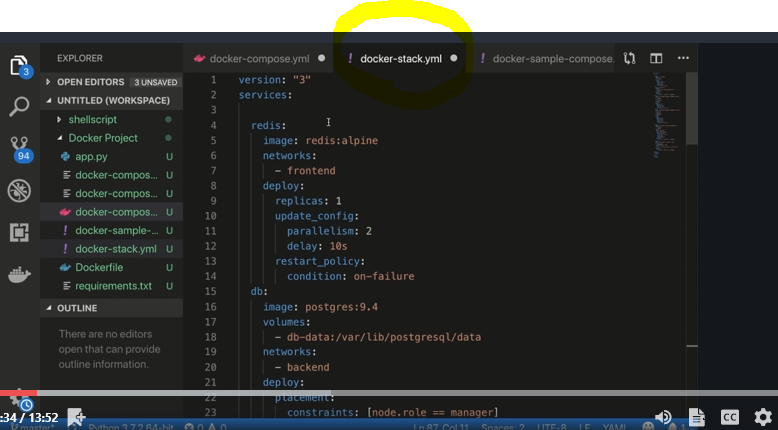 EXPLORER
docker-compose.yml
! docker-stack.yml
! docker-sample-compose.
3
OPEN EDITORS 3 UNSAVED
UNTITLED (WORKSPACE)
shellscript
Docker Project
app.py U
docker-compos... U
docker-compos... U
docker-compos... U
! docker-sample-... U
! docker-stack.yml U
Dockerfile U
requirements.txt U
OUTLINE
There are no editors
open that can provide
outline information.
94
1 version: "3"
2 services:
3
4 redis:
5 image: redis:alpine
6 networks:
7 - frontend
8 deploy:
9 replicas: 1
10 update_config:
11 parallelism: 2
12 delay: 10s
13 restart_policy:
14 condition: on-failure
15 db:
16 image: postgres:9.4
17 volumes:
18 - db-data:/var/lib/postgresql/data
19 networks:
20 - backend
21 deploy:
22 placement:
23 constraints: [node.role == manager]
:34 / 13:52
CC
master* Python 3.7.2 64-bit 0 0 Ln 87, Col 11 Spaces: 2 UTF-8 LF YAML 1